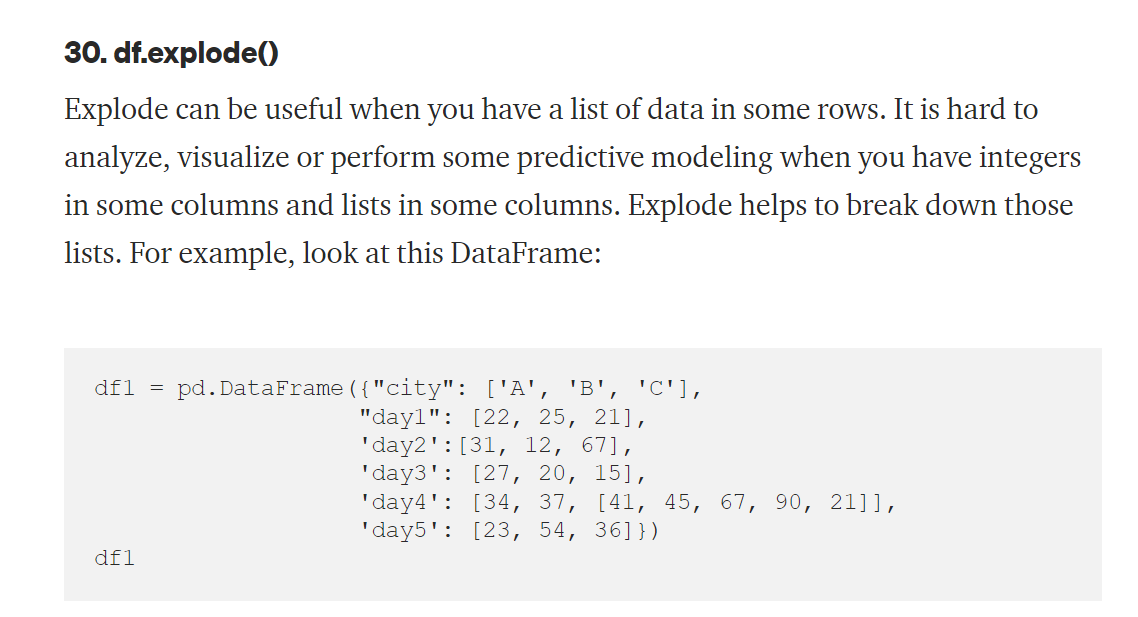 30. df.explode()
Explode can be useful when you have a list of data in some rows. It is hard to
analyze, visualize or perform some predictive modeling when you have integers
in some columns and lists in some columns. Explode helps to break down those
lists. For example, look at this DataFrame:
df1 = pd.DataFrame({"city": ['A', 'B', 'C'],
                   "day1": [22, 25, 21],
                   'day2':[31, 12, 67],
                   'day3': [27, 20, 15],
                   'day4': [34, 37, [41, 45, 67, 90, 21]],
                   'day5': [23, 54, 36]})
df1